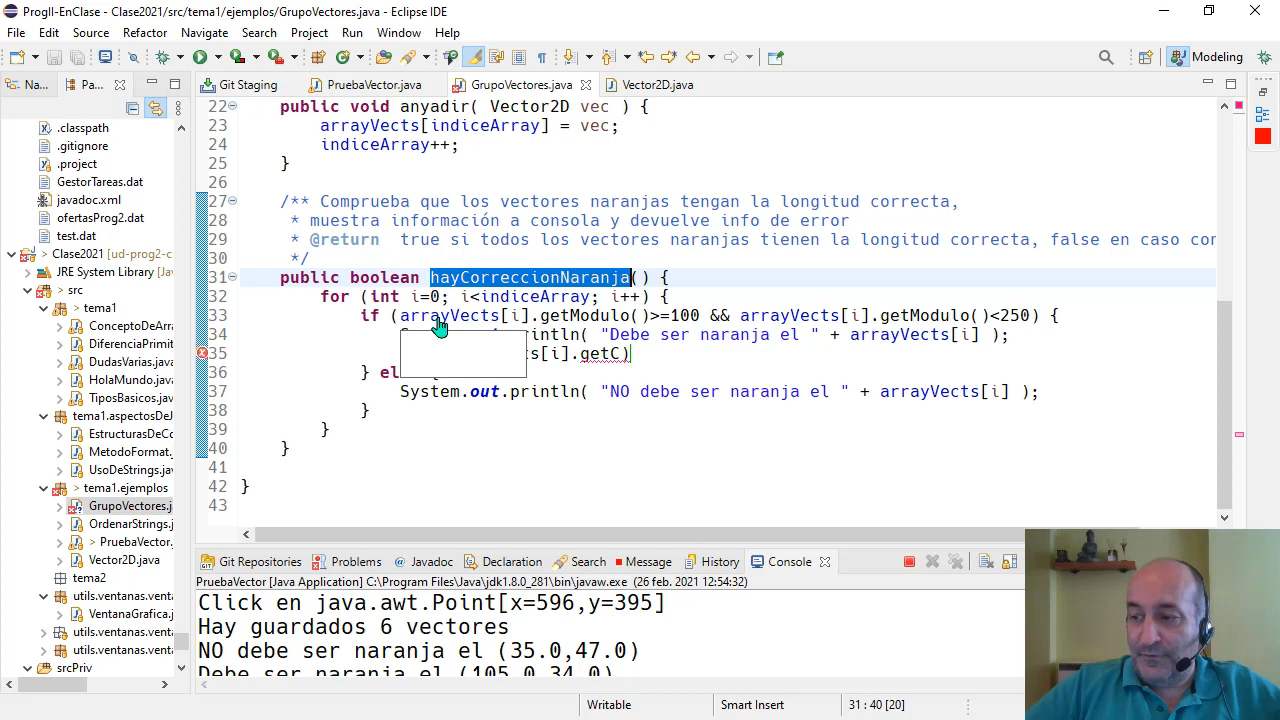 ProgII-EnClase - Clase2021/src/tema1/ejemplos/GrupoVectores.java - Eclipse IDE
File Edit Source Refactor Navigate Search Project Run Window Help
Modeling
Na... Pa... Git Staging PruebaVector.java GrupoVectores.java Vector2D.java
.classpath
.gitignore
.project
GestorTareas.dat
javadoc.xml
ofertasProg2.dat
test.dat
Clase2021 [ud-prog2-c
JRE System Library [Ja
> src
> tema1
ConceptoDeArr
DiferenciaPrimit
DudasVarias.jav
HolaMundo.jav
TiposBasicos.jav
tema1.aspectosDeJ
EstructurasDeCo
MetodoFormat.
UsoDeStrings.jav
> tema1.ejemplos
GrupoVectores.j
OrdenarStrings.j
> PruebaVector.
Vector2D.java
tema2
utils.ventanas.vent
VentanaGrafica.j
utils.ventanas.vent
utils.ventanas.vent
srcPriv
22 public void anyadir( Vector2D vec ) {
23 arrayVects[indiceArray] = vec;
24 indiceArray++;
25 }
26
27 /** Comprueba que los vectores naranjas tengan la longitud correcta,
28 * muestra información a consola y devuelve info de error
29 * @return true si todos los vectores naranjas tienen la longitud correcta, false en caso cor
30 */
31 public boolean hayCorreccionNaranja() {
32 for (int i=0; i<indiceArray; i++) {
33 if (arrayVects[i].getModulo()>=100 && arrayVects[i].getModulo()<250) {
34 println( "Debe ser naranja el " + arrayVects[i] );
35 ts[i].getC)
36 } el {
37 System.out.println( "NO debe ser naranja el " + arrayVects[i] );
38 }
39 }
40 }
41
42 }
43
Git Repositories Problems Javadoc Declaration Search Message History Console
PruebaVector [Java Application] C:\Program Files\Java\jdk1.8.0_281\bin\javaw.exe (26 feb. 2021 12:54:32)
Click en java.awt.Point[x=596,y=395]
Hay guardados 6 vectores
NO debe ser naranja el (35.0,47.0)
Debe ser naranja el (105.0,34.0)
Writable Smart Insert 31 : 40 [20]